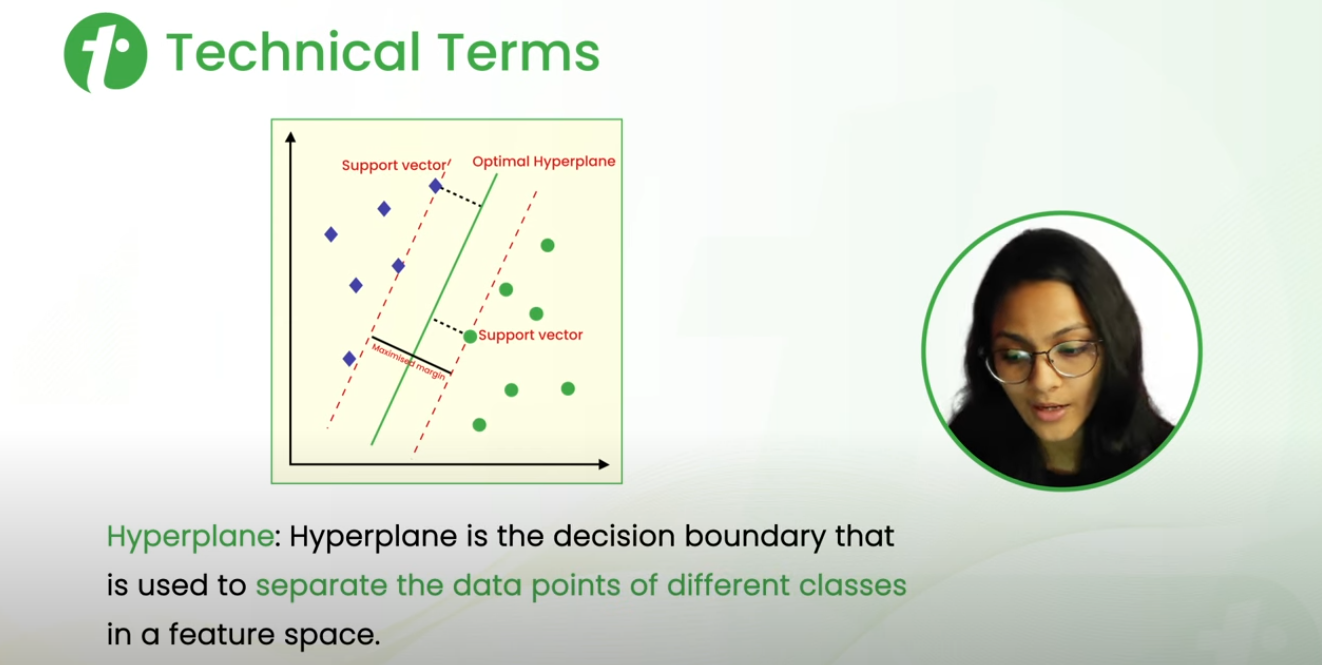 Technical Terms
Support vector
Optimal Hyperplane
Support vector
Maximised margin
Hyperplane: Hyperplane is the decision boundary that
is used to separate the data points of different classes
in a feature space.